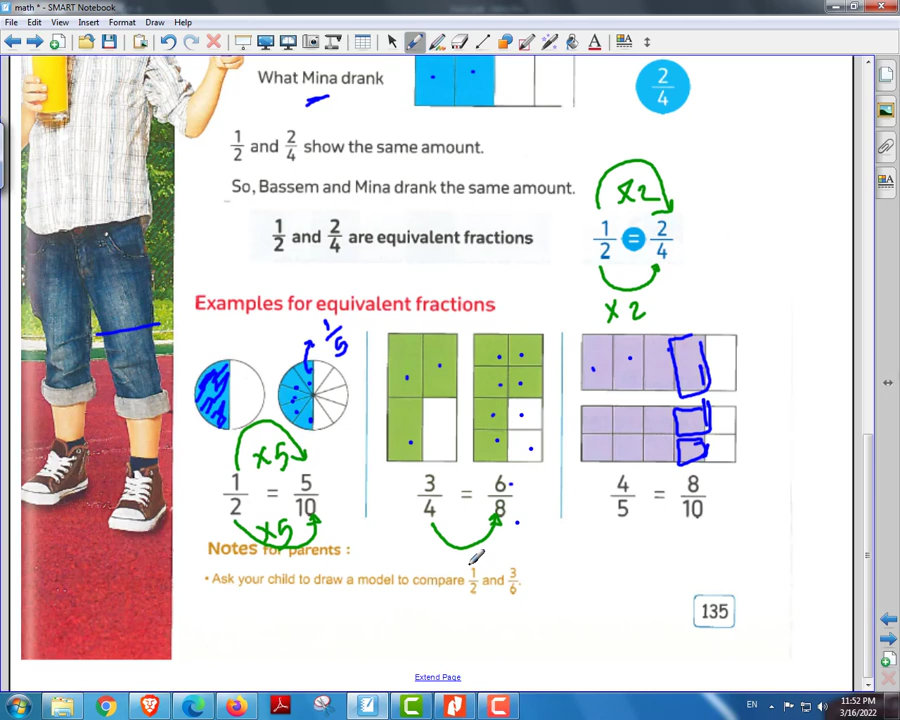 math * - SMART Notebook
File Edit View Insert Format Draw Help
What Mina drank
2/4
1/2 and 2/4 show the same amount.
So, Bassem and Mina drank the same amount.
x2
1/2 and 2/4 are equivalent fractions
1/2 = 2/4
x2
Examples for equivalent fractions
1/5
x5
1/2 = 5/10
3/4 = 6/8
4/5 = 8/10
x5
Notes for parents :
• Ask your child to draw a model to compare 1/2 and 3/6.
135
Extend Page
EN
11:52 PM
3/16/2022